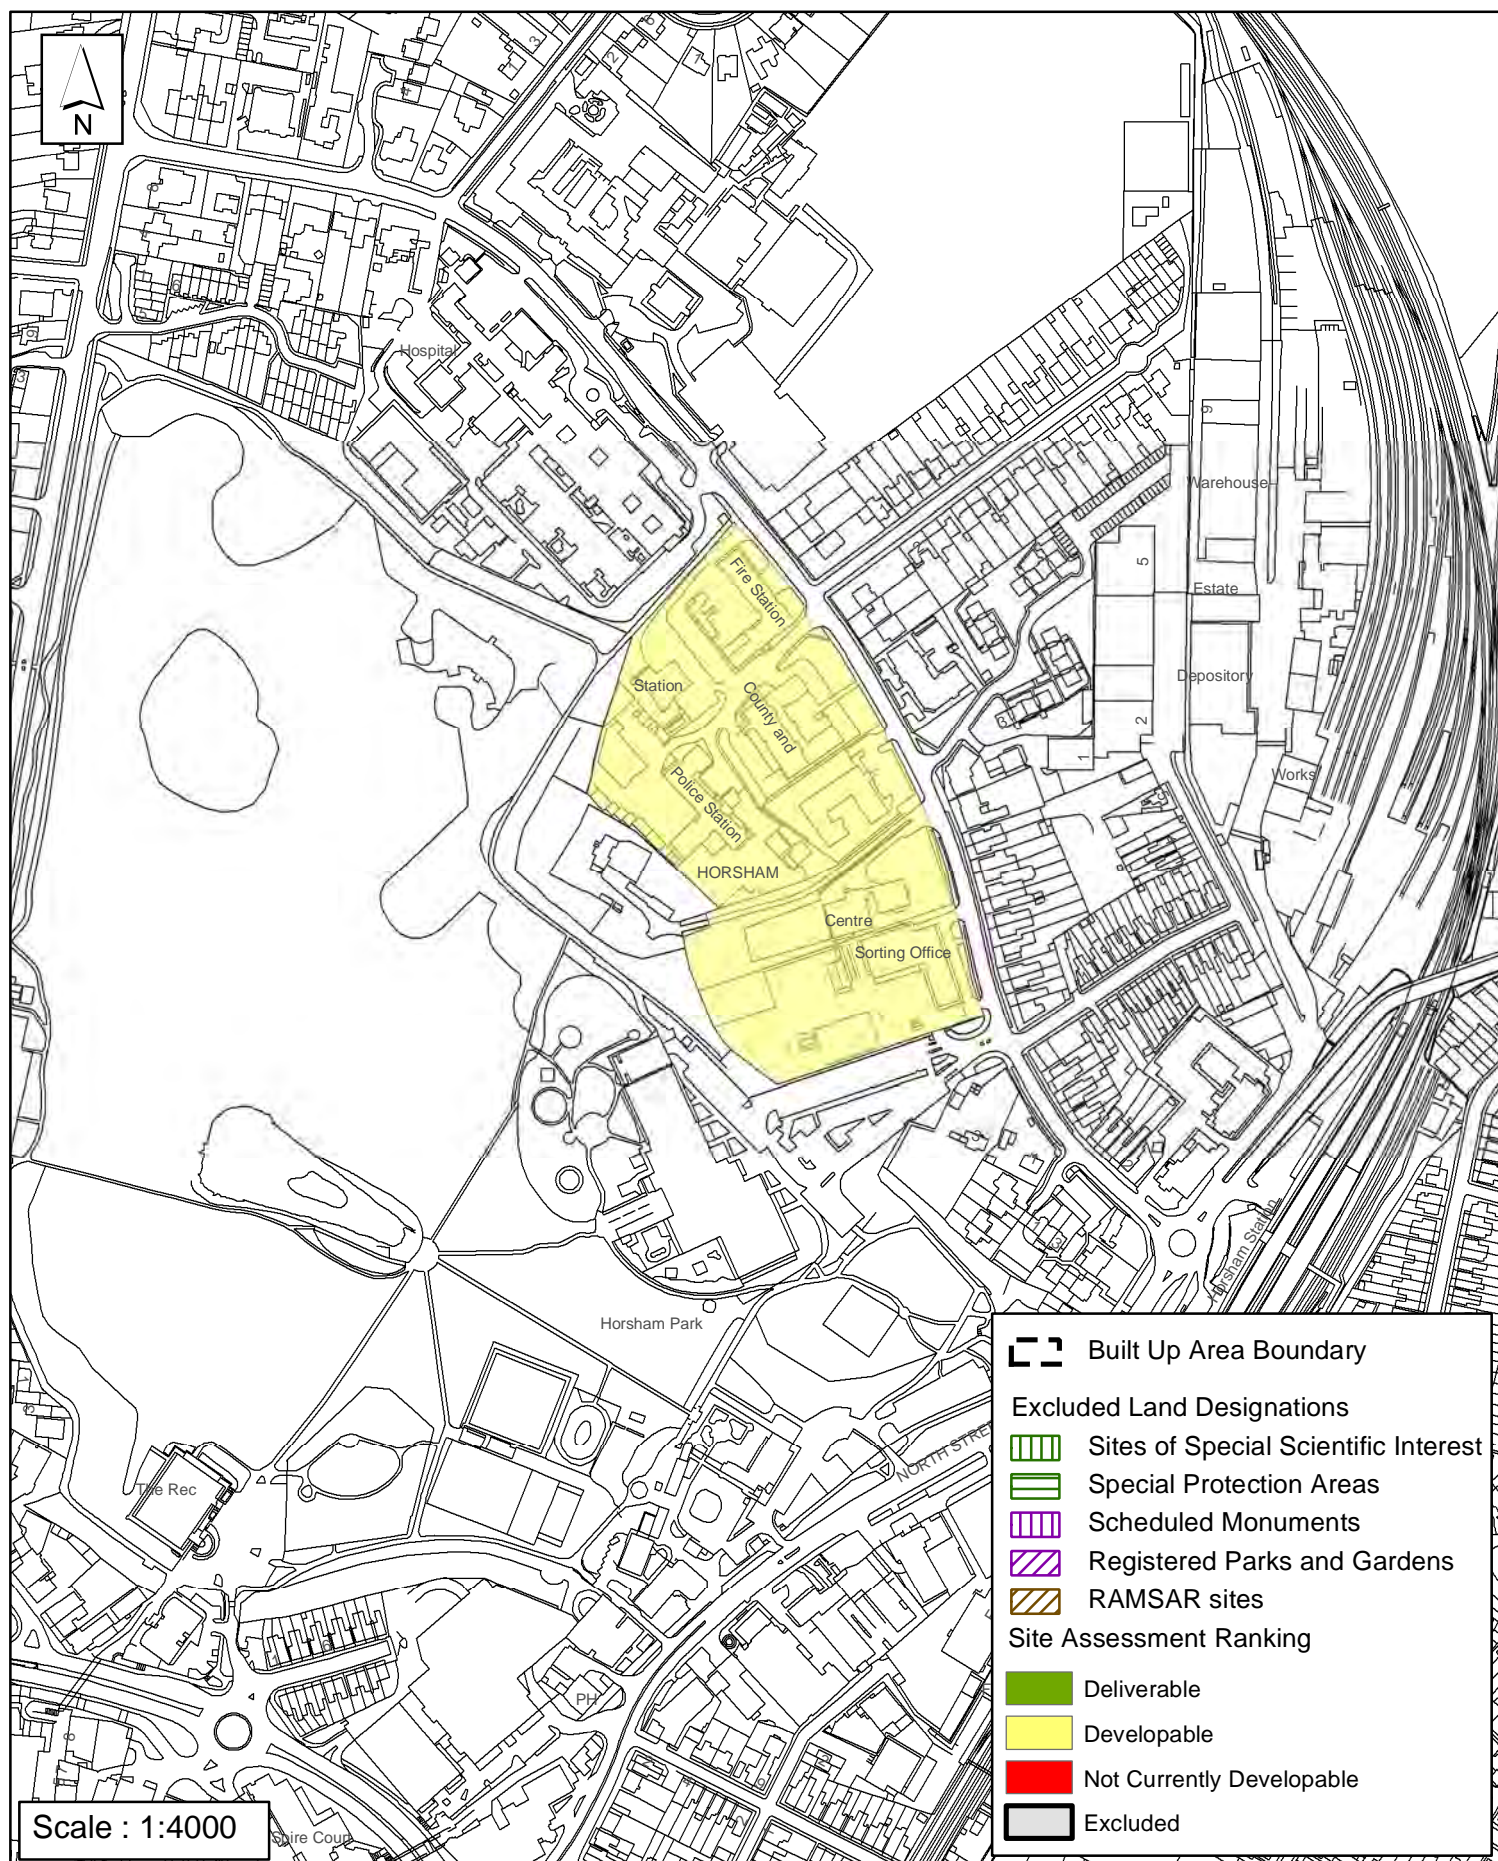 N
Hospital
Warehouse
Fire Station
Estate
Station
County and
Depository
Police Station
Works
HORSHAM
Centre
Sorting Office
Horsham Station
Horsham Park
NORTH STRE
The Rec
PH
Spire Court
5
2
1
9
Built Up Area Boundary
Excluded Land Designations
Sites of Special Scientific Interest
Special Protection Areas
Scheduled Monuments
Registered Parks and Gardens
RAMSAR sites
Site Assessment Ranking
Deliverable
Developable
Not Currently Developable
Excluded
Scale : 1:4000